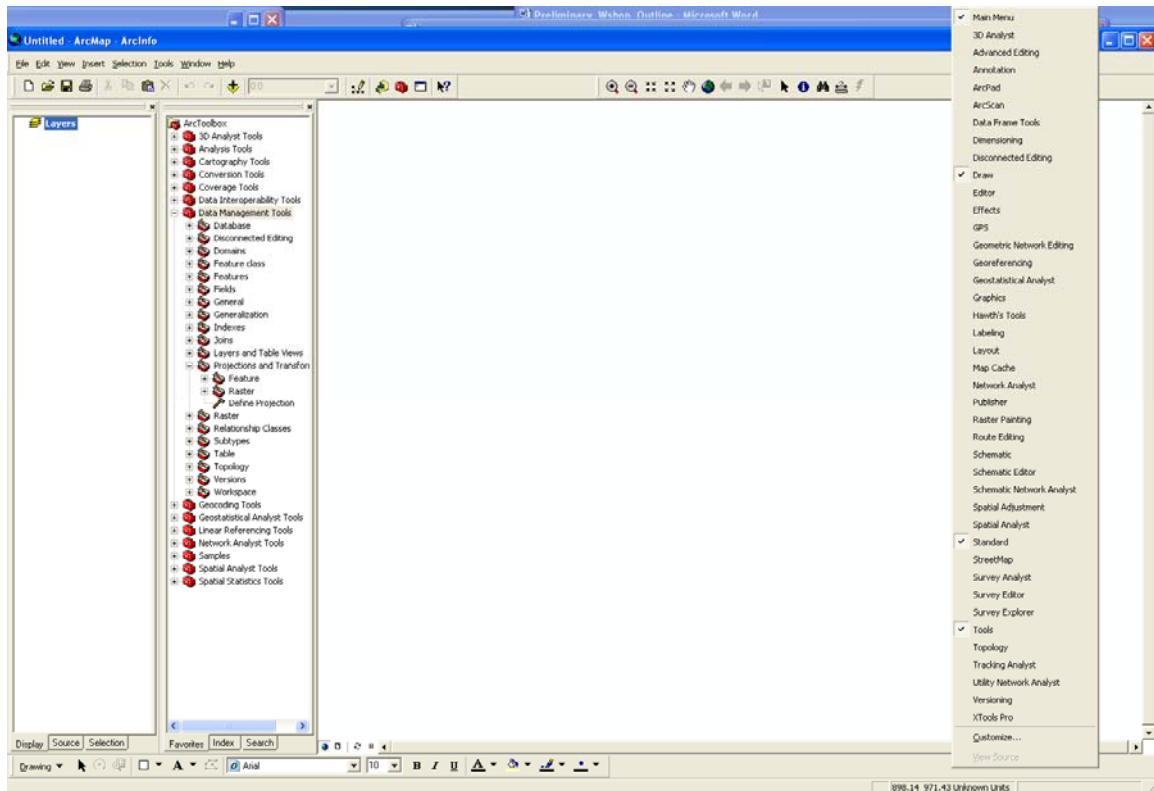 Preliminary_Wshop_Outline - Microsoft Word
Untitled - ArcMap - ArcInfo
File Edit View Insert Selection Tools Window Help
Layers
ArcToolbox
3D Analyst Tools
Analysis Tools
Cartography Tools
Conversion Tools
Coverage Tools
Data Interoperability Tools
Data Management Tools
Database
Disconnected Editing
Domains
Feature class
Features
Fields
General
Generalization
Indexes
Joins
Layers and Table Views
Projections and Transfon
Feature
Raster
Define Projection
Raster
Relationship Classes
Subtypes
Table
Topology
Versions
Workspace
Geocoding Tools
Geostatistical Analyst Tools
Linear Referencing Tools
Network Analyst Tools
Samples
Spatial Analyst Tools
Spatial Statistics Tools
Main Menu
3D Analyst
Advanced Editing
Annotation
ArcPad
ArcScan
Data Frame Tools
Dimensioning
Disconnected Editing
Draw
Editor
Effects
GPS
Geometric Network Editing
Georeferencing
Geostatistical Analyst
Graphics
Hawth's Tools
Labeling
Layout
Map Cache
Network Analyst
Publisher
Raster Painting
Route Editing
Schematic
Schematic Editor
Schematic Network Analyst
Spatial Adjustment
Spatial Analyst
Standard
StreetMap
Survey Analyst
Survey Editor
Survey Explorer
Tools
Topology
Tracking Analyst
Utility Network Analyst
Versioning
XTools Pro
Customize...
View Source
Display Source Selection
Favorites Index Search
Drawing A Arial 10 B I U A
898.14 971.43 Unknown Units